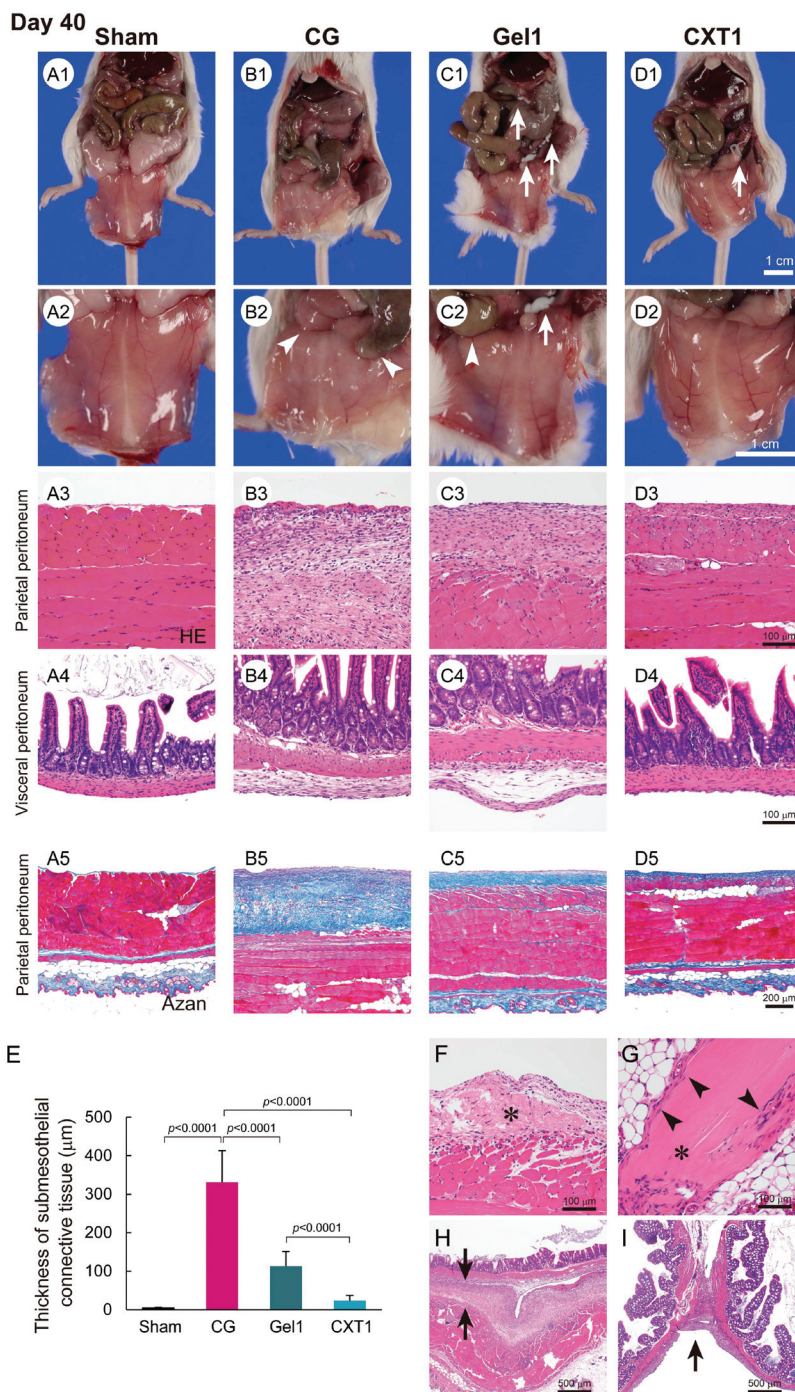 Day 40
Sham CG Gel1 CXT1
A1 B1 C1 D1
1 cm
A2 B2 C2 D2
1 cm
Parietal peritoneum
A3 B3 C3 D3
HE
100 μm
Visceral peritoneum
A4 B4 C4 D4
100 μm
Parietal peritoneum
A5 B5 C5 D5
Azan
200 μm
E
Thickness of submesothelial
connective tissue (μm)
500
400
300
200
100
0
p<0.0001
p<0.0001 p<0.0001
p<0.0001
Sham CG Gel1 CXT1
F G
*
*
100 μm 100 μm
H I
500 μm 500 μm